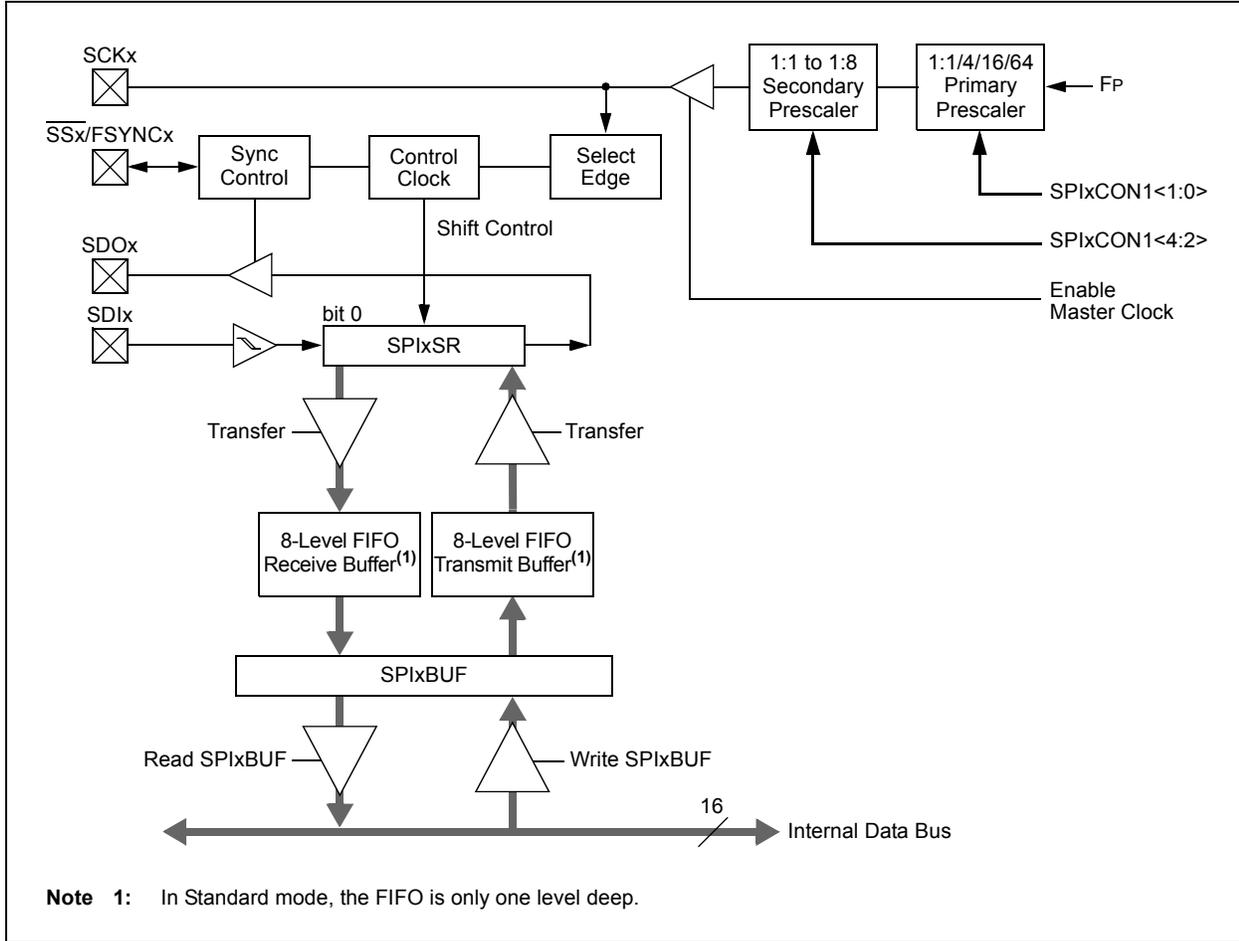 SCKx
1:1 to 1:8
Secondary
Prescaler
1:1/4/16/64
Primary
Prescaler
FP
SSx/FSYNCx
Sync
Control
Control
Clock
Select
Edge
SPIxCON1<1:0>
Shift Control
SPIxCON1<4:2>
SDOx
Enable
Master Clock
SDIx
bit 0
SPIxSR
Transfer
Transfer
8-Level FIFO
Receive Buffer(1)
8-Level FIFO
Transmit Buffer(1)
SPIxBUF
Read SPIxBUF
Write SPIxBUF
16
Internal Data Bus
Note 1: In Standard mode, the FIFO is only one level deep.